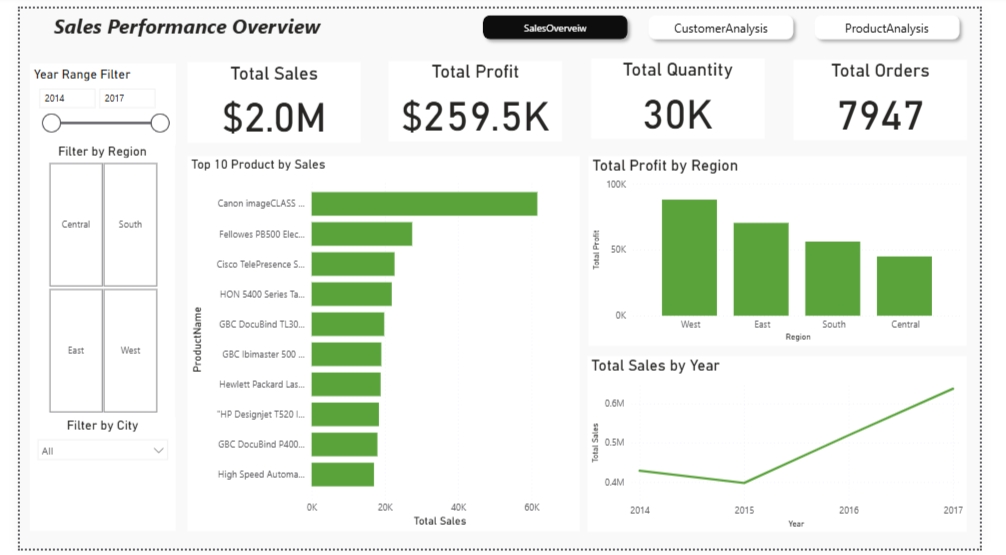 Sales Performance Overview
SalesOverveiw
CustomerAnalysis
ProductAnalysis
Year Range Filter
2014
2017
Filter by Region
Central
South
East
West
Filter by City
All
Total Sales
$2.0M
Total Profit
$259.5K
Total Quantity
30K
Total Orders
7947
Top 10 Product by Sales
ProductName
Canon imageCLASS ...
Fellowes PB500 Elec...
Cisco TelePresence S...
HON 5400 Series Ta...
GBC DocuBind TL30...
GBC Ibimaster 500 ...
Hewlett Packard Las...
"HP Designjet T520 I...
GBC DocuBind P400...
High Speed Automa...
0K
20K
40K
60K
Total Sales
Total Profit by Region
Total Profit
100K
50K
0K
West
East
South
Central
Region
Total Sales by Year
Total Sales
0.6M
0.5M
0.4M
2014
2015
2016
2017
Year